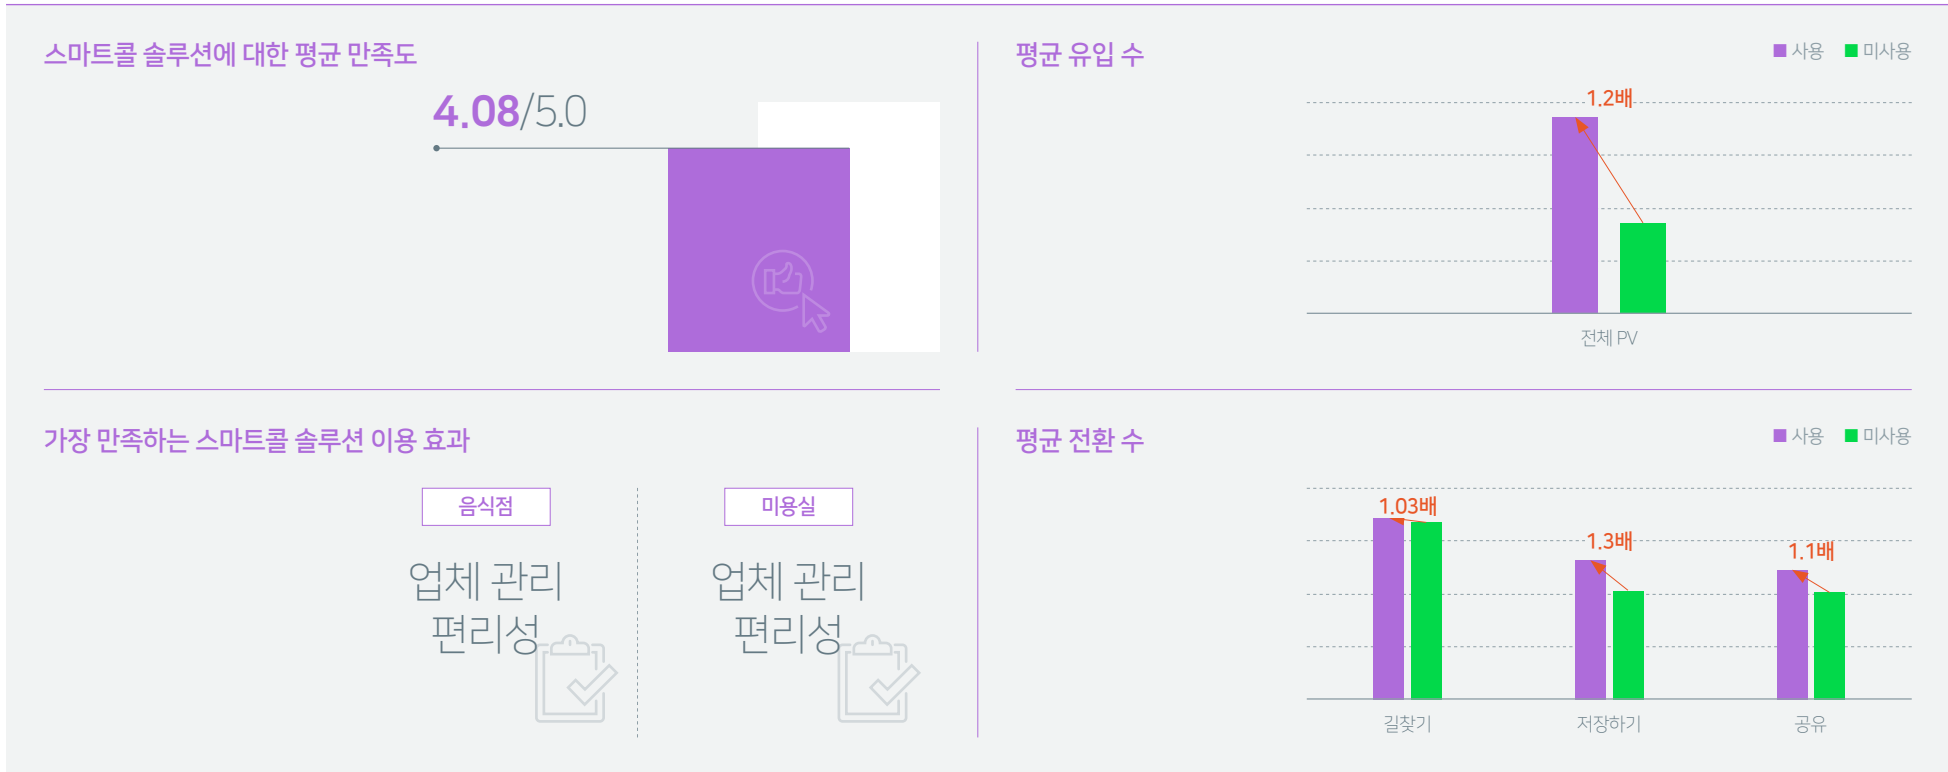 스마트콜 솔루션에 대한 평균 만족도
4.08/5.0
평균 유입 수
사용 미사용
1.2배
전체 PV
가장 만족하는 스마트콜 솔루션 이용 효과
음식점
업체 관리
편리성
미용실
업체 관리
편리성
평균 전환 수
사용 미사용
1.03배
1.3배
1.1배
길찾기 저장하기 공유